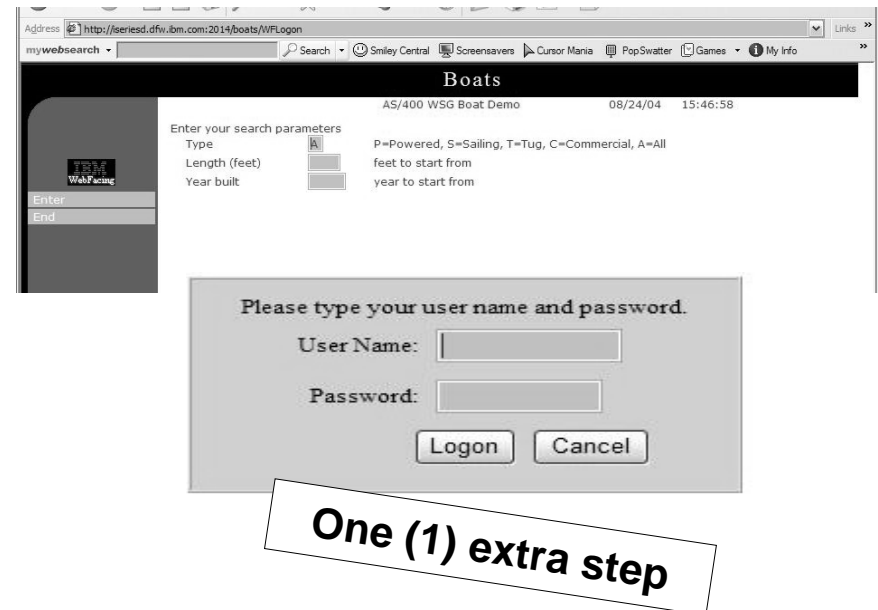 Address http://iseriesd.dfw.ibm.com:2014/boats/WFLogon Links »
mywebsearch Search Smiley Central Screensavers Cursor Mania PopSwatter Games My Info »
Boats
AS/400 WSG Boat Demo 08/24/04 15:46:58
Enter your search parameters
Type A P=Powered, S=Sailing, T=Tug, C=Commercial, A=All
Length (feet) feet to start from
Year built year to start from
IBM
WebFacing
Enter
End
Please type your user name and password.
User Name:
Password:
Logon Cancel
One (1) extra step